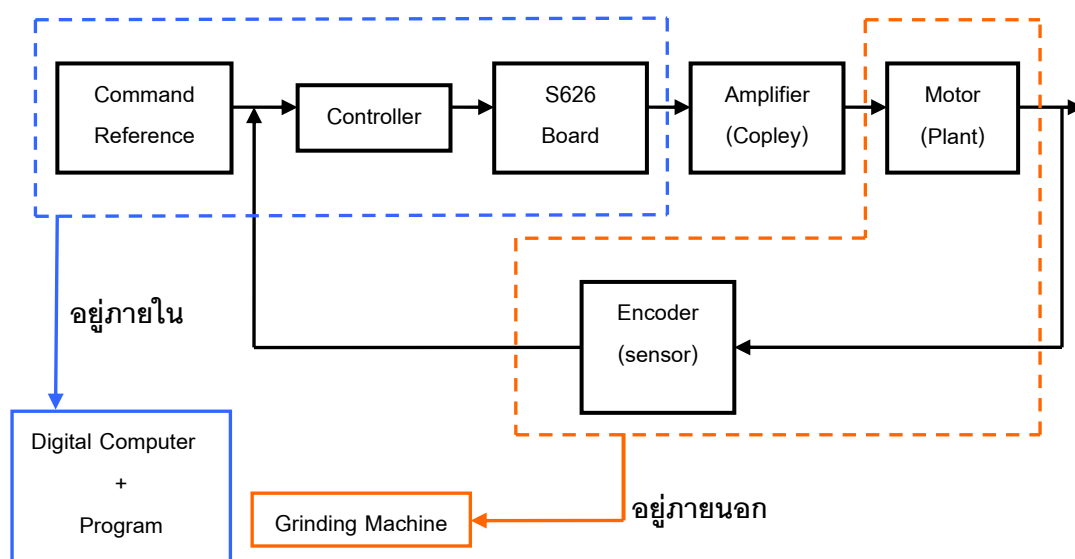 Command
Reference
Controller
S626
Board
Amplifier
(Copley)
Motor
(Plant)
อยู่ภายใน
Encoder
(sensor)
Digital Computer
+
Program
Grinding Machine
อยู่ภายนอก